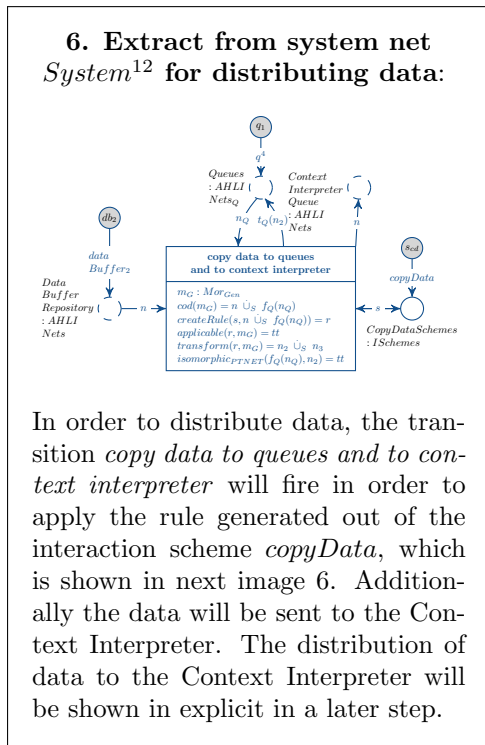 6. Extract from system net
System¹² for distributing data:
q₁
q⁴
Queues
: AHLI
Nets_Q
Context
Interpreter
Queue
: AHLI
Nets
n_Q
t_Q(n₂)
n
db₂
data
Buffer₂
Data
Buffer
Repository
: AHLI
Nets
n
copy data to queues
and to context interpreter
m_G : Mor_Gen
cod(m_G) = n ∪̇_S f_Q(n_Q)
createRule(s, n ∪̇_S f_Q(n_Q)) = r
applicable(r, m_G) = tt
transform(r, m_G) = n₂ ∪̇_S n₃
isomorphic_PTNET(f_Q(n_Q), n₂) = tt
s_cd
copyData
s
CopyDataSchemes
: ISchemes
In order to distribute data, the tran-
sition copy data to queues and to con-
text interpreter will fire in order to
apply the rule generated out of the
interaction scheme copyData, which
is shown in next image 6. Addition-
ally the data will be sent to the Con-
text Interpreter. The distribution of
data to the Context Interpreter will
be shown in explicit in a later step.